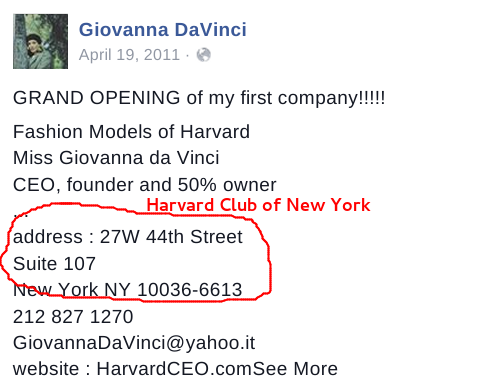 Giovanna DaVinci
April 19, 2011 ·
GRAND OPENING of my first company!!!!!
Fashion Models of Harvard
Miss Giovanna da Vinci
CEO, founder and 50% owner
Harvard Club of New York
...
address : 27W 44th Street
Suite 107
New York NY 10036-6613
212 827 1270
GiovannaDaVinci@yahoo.it
website : HarvardCEO.comSee More